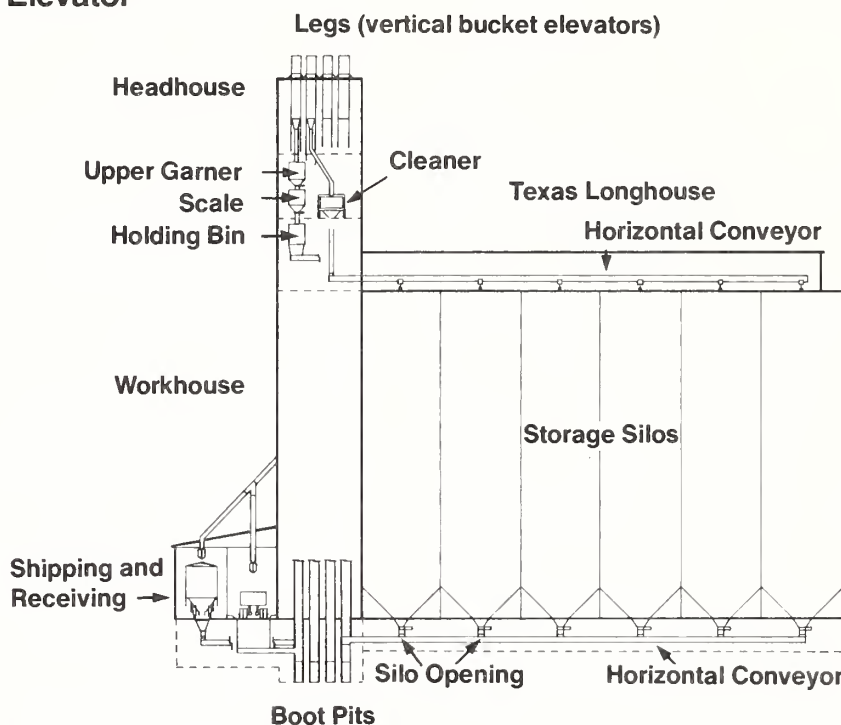 Elevator
Legs (vertical bucket elevators)
Headhouse
Cleaner
Upper Garner
Scale
Holding Bin
Texas Longhouse
Horizontal Conveyor
Workhouse
Storage Silos
Shipping and
Receiving
Silo Opening
Horizontal Conveyor
Boot Pits